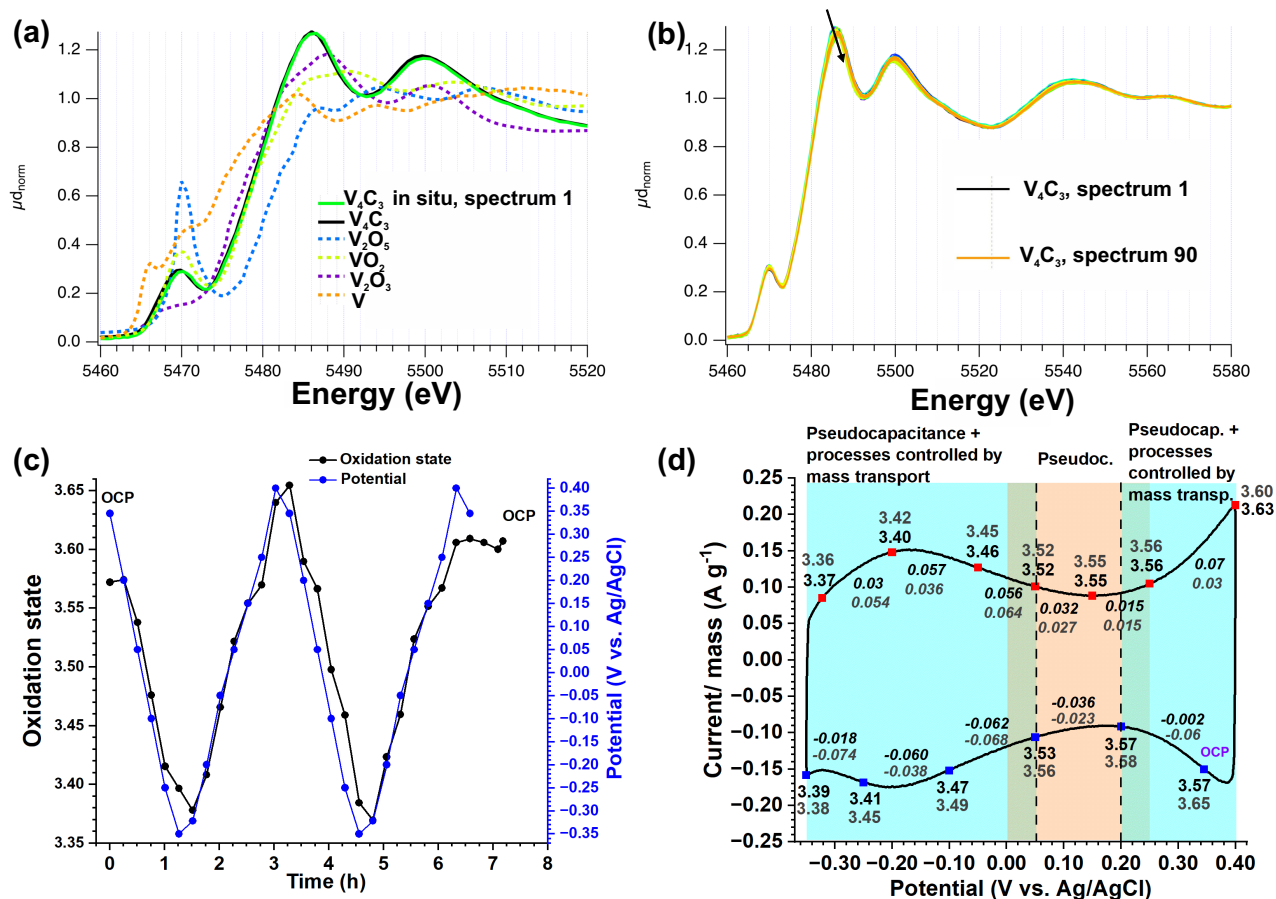 (a)
1.2
1.0
0.8
0.6
0.4
0.2
0.0
μd_norm
V₄C₃ in situ, spectrum 1
V₄C₃
V₂O₅
VO₂
V₂O₃
V
5460 5470 5480 5490 5500 5510 5520
Energy (eV)
(b)
1.2
1.0
0.8
0.6
0.4
0.2
0.0
μd_norm
V₄C₃, spectrum 1
V₄C₃, spectrum 90
5460 5480 5500 5520 5540 5560 5580
Energy (eV)
(c)
Oxidation state
Potential
OCP
OCP
3.65
3.60
3.55
3.50
3.45
3.40
3.35
Oxidation state
0.40
0.35
0.30
0.25
0.20
0.15
0.10
0.05
0.00
−0.05
−0.10
−0.15
−0.20
−0.25
−0.30
−0.35
Potential (V vs. Ag/AgCl)
0 1 2 3 4 5 6 7 8
Time (h)
(d)
Pseudocapacitance +
processes controlled by
mass transport
Pseudoc.
Pseudocap. +
processes
controlled by
mass transp.
0.25
0.20
0.15
0.10
0.05
0.00
−0.05
−0.10
−0.15
−0.20
−0.25
Current/ mass (A g⁻¹)
3.36
3.37
3.42
3.40
3.45
3.46
3.52
3.52
3.55
3.55
3.56
3.56
3.60
3.63
0.03
0.054
0.057
0.036
0.056
0.064
0.032
0.027
0.015
0.015
0.07
0.03
-0.018
-0.074
-0.060
-0.038
-0.062
-0.068
-0.036
-0.023
-0.002
-0.06
OCP
3.39
3.38
3.41
3.45
3.47
3.49
3.53
3.56
3.57
3.58
3.57
3.65
−0.30 −0.20 −0.10 0.00 0.10 0.20 0.30 0.40
Potential (V vs. Ag/AgCl)